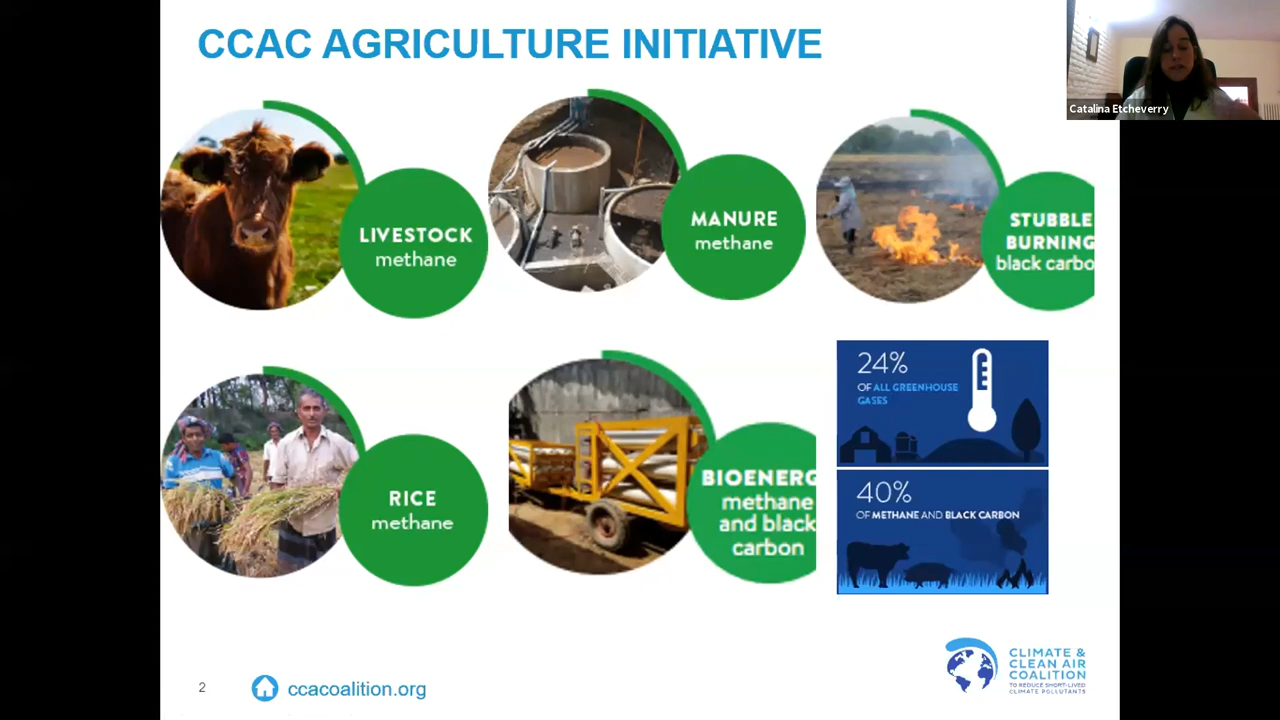 CCAC AGRICULTURE INITIATIVE
Catalina Etcheverry
LIVESTOCK
methane
MANURE
methane
STUBBLE
BURNING
black carbo
RICE
methane
BIOENERG
methane
and black
carbon
24%
OF ALL GREENHOUSE
GASES
40%
OF METHANE AND BLACK CARBON
2
ccacoalition.org
CLIMATE &
CLEAN AIR
COALITION
TO REDUCE SHORT-LIVED
CLIMATE POLLUTANTS